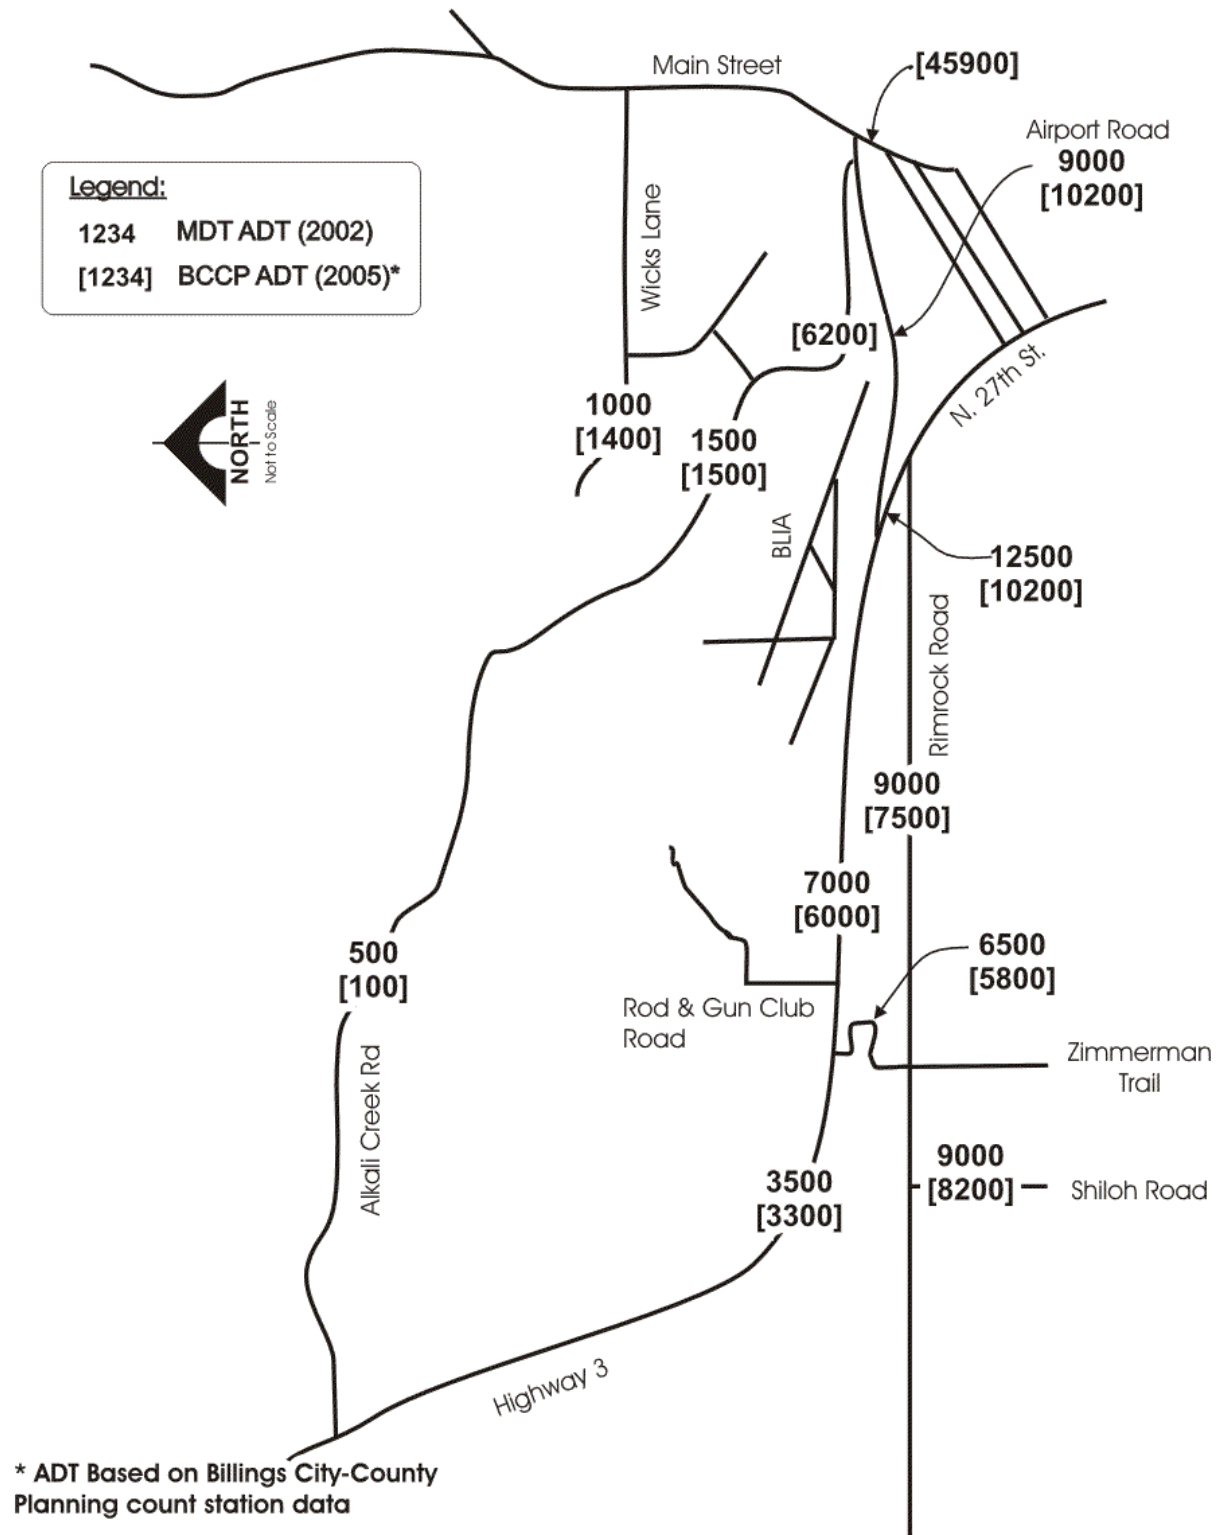 Main Street
[45900]
Airport Road
9000
[10200]
Legend:
1234 MDT ADT (2002)
[1234] BCCP ADT (2005)*
Wicks Lane
[6200]
N. 27th St.
NORTH
Not to Scale
1000
[1400]
1500
[1500]
BLIA
12500
[10200]
Rimrock Road
9000
[7500]
7000
[6000]
500
[100]
6500
[5800]
Rod & Gun Club
Road
Zimmerman
Trail
Alkali Creek Rd
9000
[8200]
Shiloh Road
3500
[3300]
Highway 3
* ADT Based on Billings City-County
Planning count station data